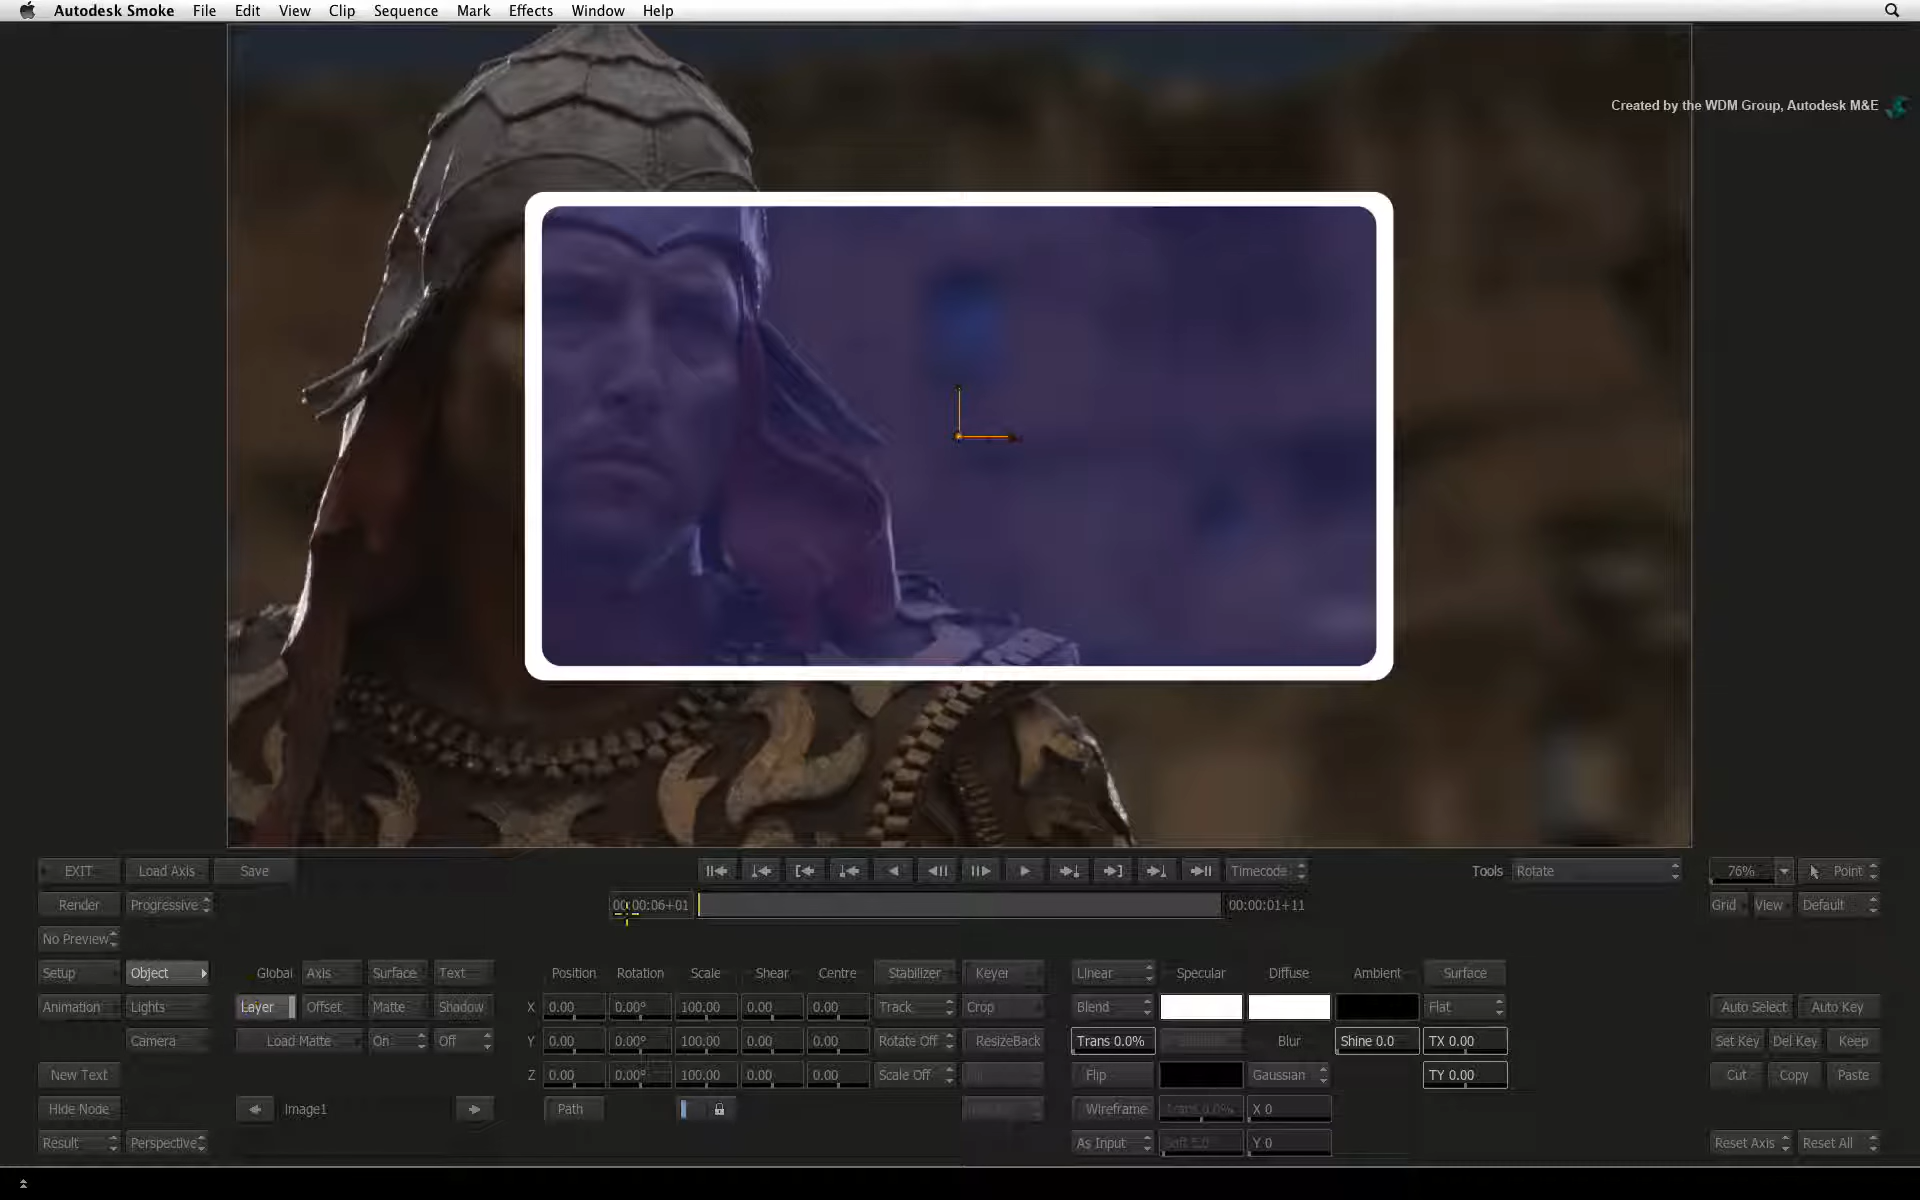 Autodesk Smoke File Edit View Clip Sequence Mark Effects Window Help
Created by the WDM Group, Autodesk M&E
EXIT Load Axis Save Timecode Tools Rotate 76% Point
Render Progressive 00:00:06+01 00:00:01+11 Grid View Default
No Preview
Setup Object Global Axis Surface Text Position Rotation Scale Shear Centre Stabilizer Keyer Linear Specular Diffuse Ambient Surface
Animation Lights Layer Offset Matte Shadow X 0.00 0.00° 100.00 0.00 0.00 Track Crop Blend Flat Auto Select Auto Key
Camera Load Matte On Off Y 0.00 0.00° 100.00 0.00 0.00 Rotate Off ResizeBack Trans 0.0% Blur Shine 0.0 TX 0.00 Set Key Del Key Keep
New Text Z 0.00 0.00° 100.00 0.00 0.00 Scale Off Flip Gaussian TY 0.00 Cut Copy Paste
Hide Node Image1 Path Wireframe Trans 0.0% X 0
Result Perspective As Input Soft 5.0 Y 0 Reset Axis Reset All